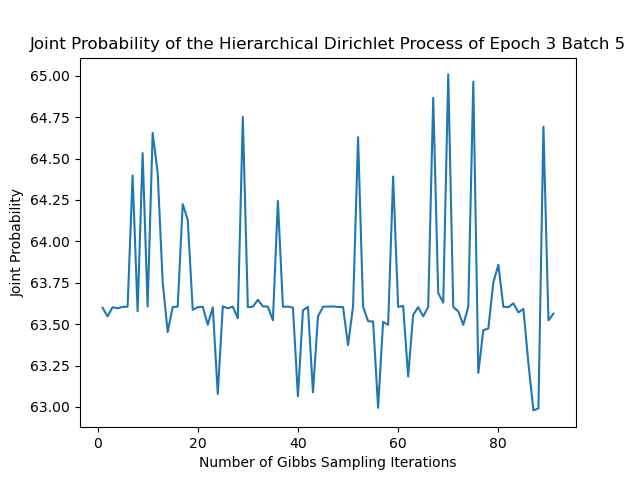 Joint Probability of the Hierarchical Dirichlet Process of Epoch 3 Batch 5
65.00
64.75
64.50
64.25
64.00
63.75
63.50
63.25
63.00
Joint Probability
0 20 40 60 80
Number of Gibbs Sampling Iterations